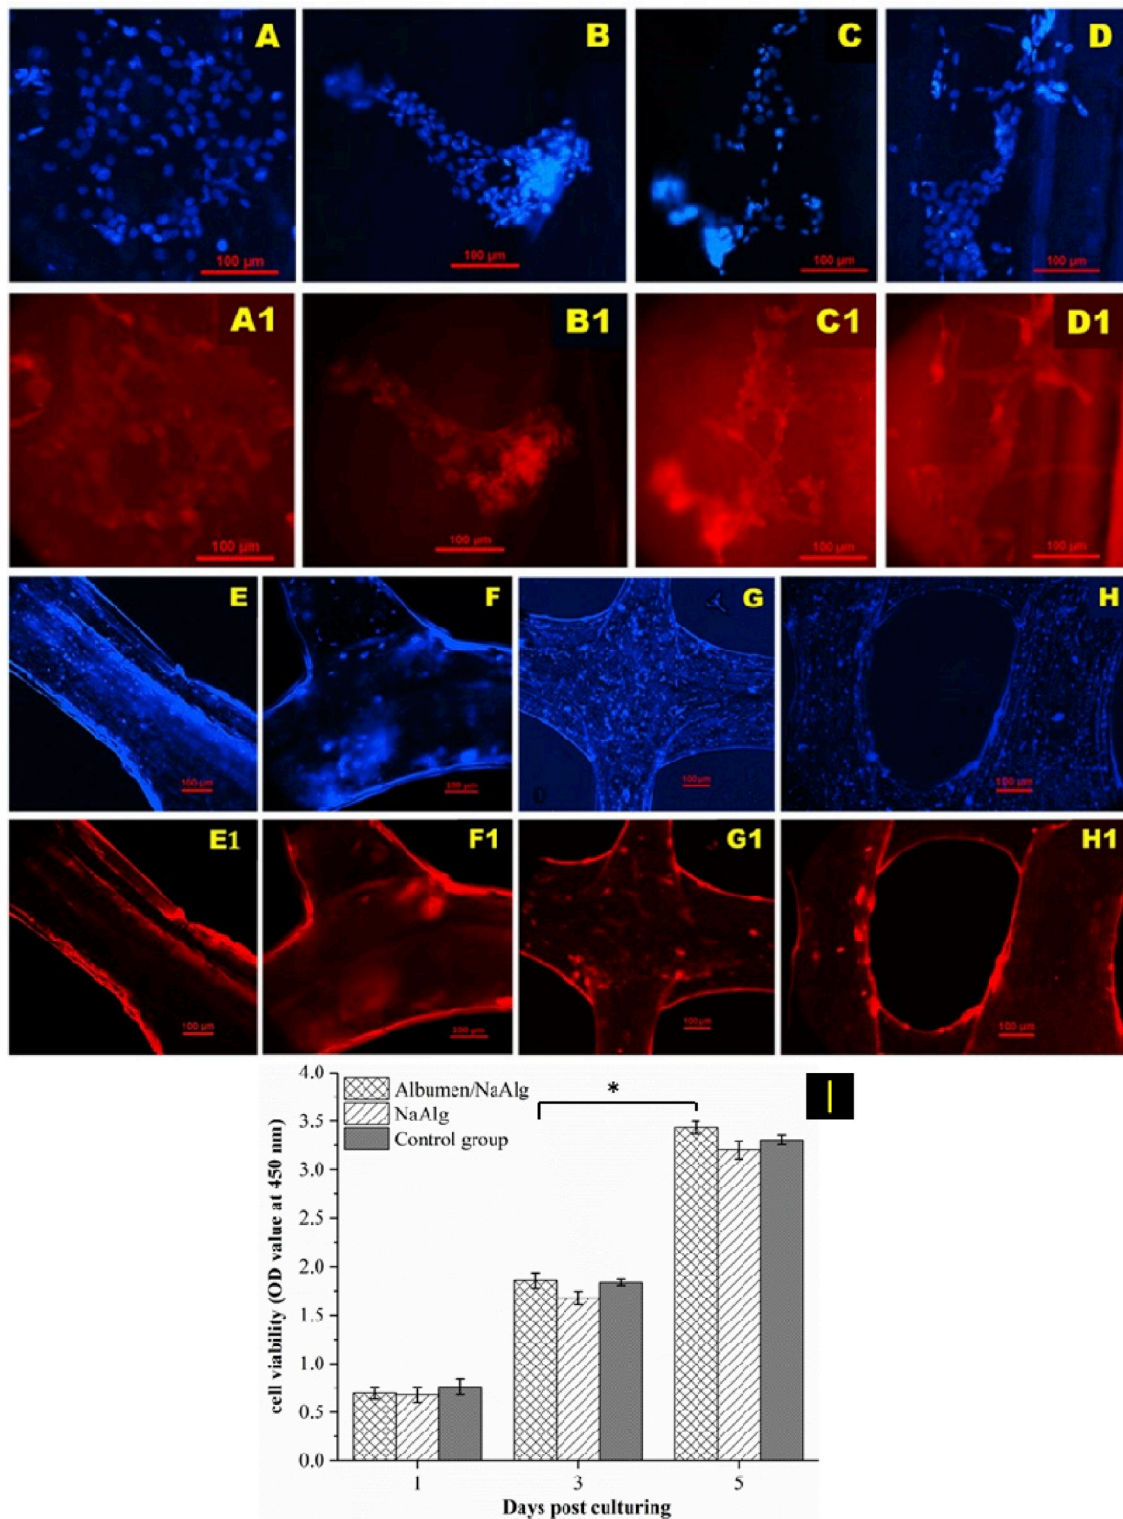 A B C D
100 μm 100 μm 100 μm 100 μm
A1 B1 C1 D1
100 μm 100 μm 100 μm 100 μm
E F G H
100 μm 100 μm 100μm 100 μm
E1 F1 G1 H1
100 μm 100 μm 100μm 100 μm
I
4.0
3.5
3.0
2.5
2.0
1.5
1.0
0.5
0.0
cell viability (OD value at 450 nm)
Albumen/NaAlg
NaAlg
Control group
*
1 3 5
Days post culturing